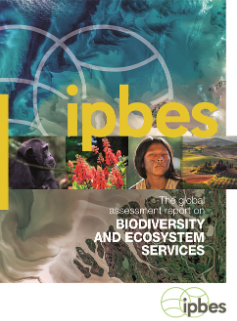 ipbes
The global
assessment report on
BIODIVERSITY
AND ECOSYSTEM
SERVICES
ipbes